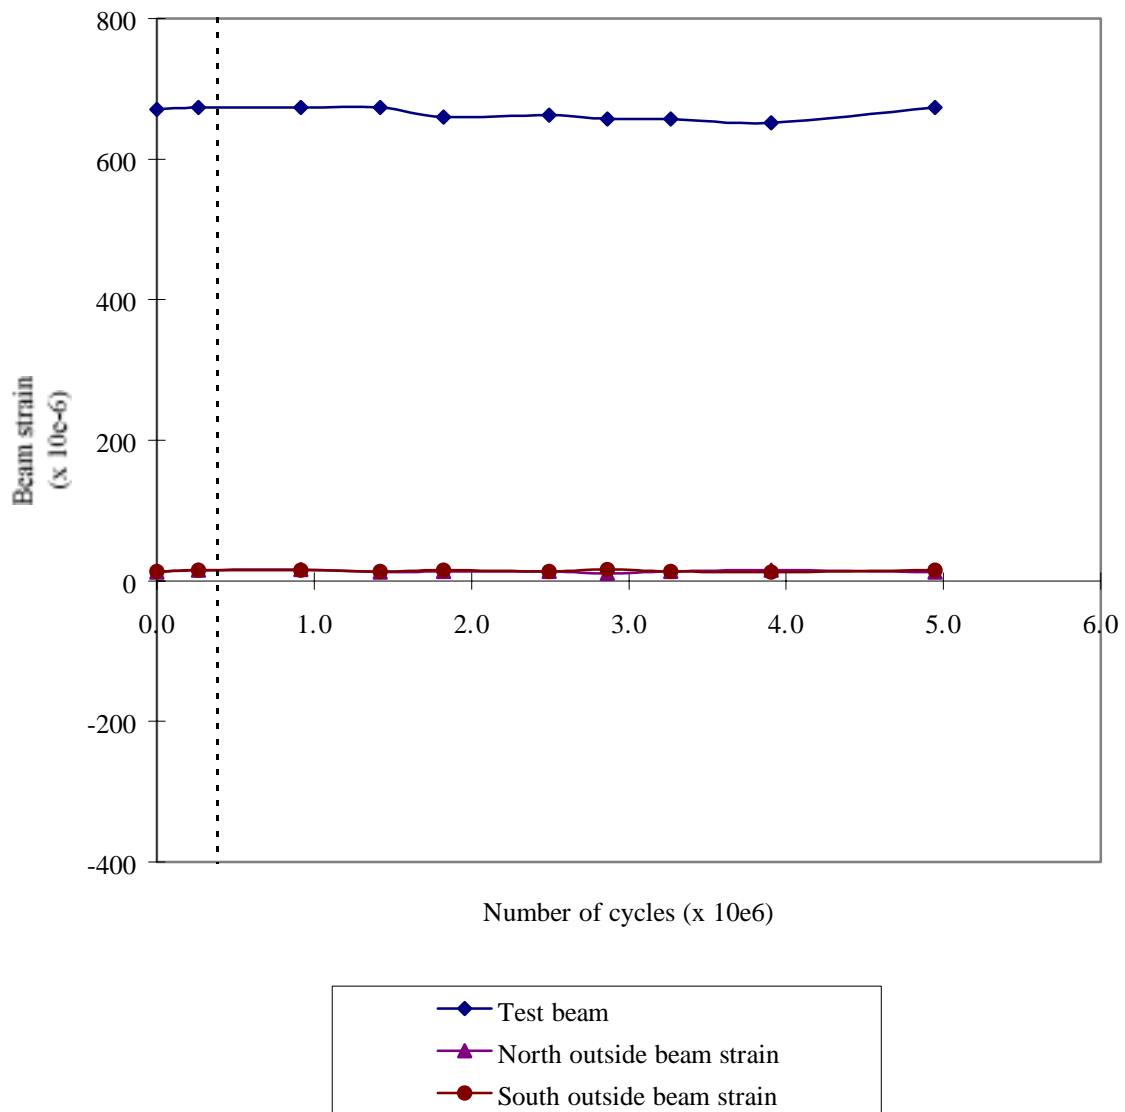 800
600
400
200
0
-200
-400
Beam strain
(x 10e-6)
0.0 1.0 2.0 3.0 4.0 5.0 6.0
Number of cycles (x 10e6)
Test beam
North outside beam strain
South outside beam strain